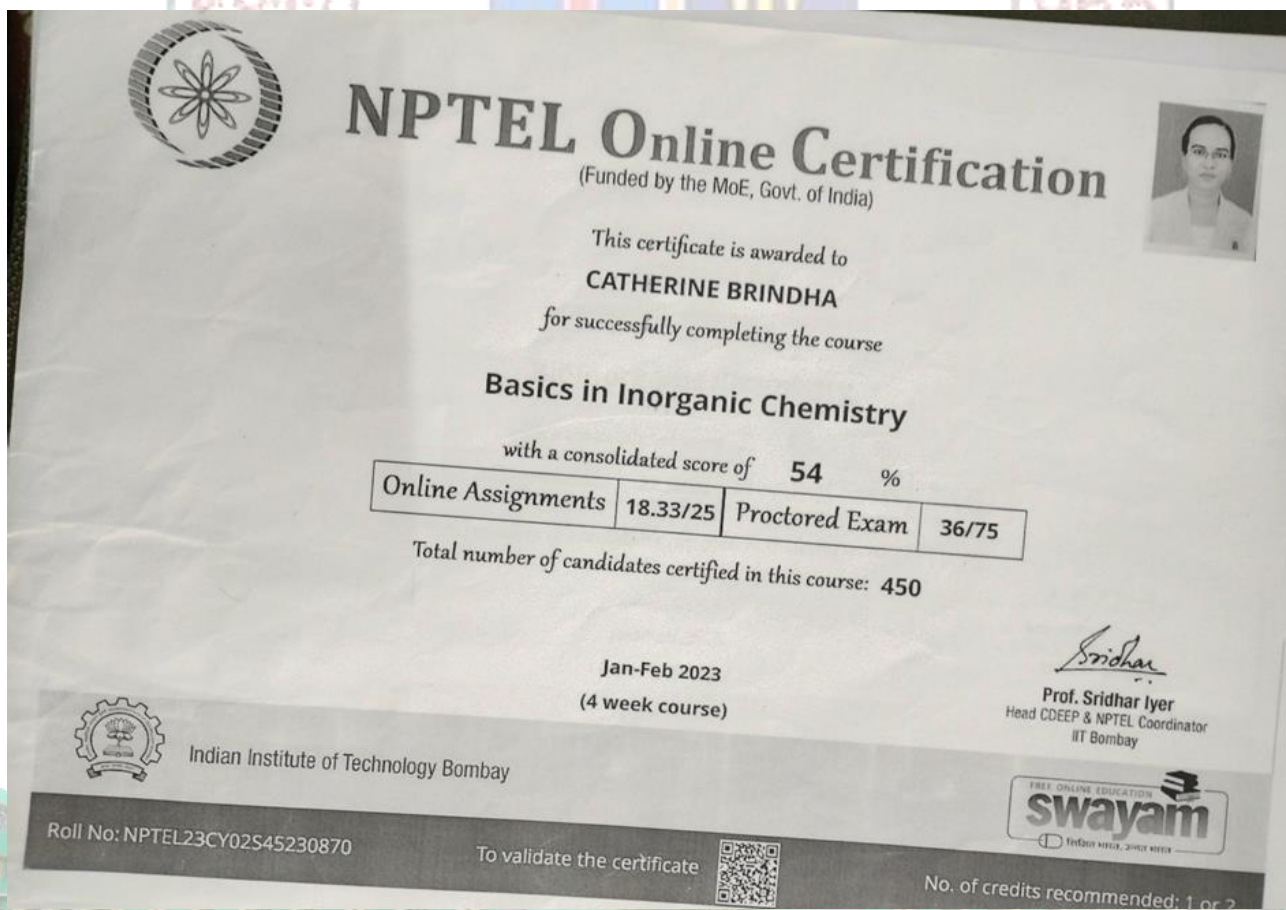 NPTEL Online Certification
(Funded by the MoE, Govt. of India)
This certificate is awarded to
CATHERINE BRINDHA
for successfully completing the course
Basics in Inorganic Chemistry
with a consolidated score of 54 %
Online Assignments 18.33/25 Proctored Exam 36/75
Total number of candidates certified in this course: 450
Jan-Feb 2023
(4 week course)
Sridhar
Prof. Sridhar Iyer
Head CDEEP & NPTEL Coordinator
IIT Bombay
Indian Institute of Technology Bombay
FREE ONLINE EDUCATION
swayam
Roll No: NPTEL23CY02S45230870
To validate the certificate
No. of credits recommended: 1 or 2